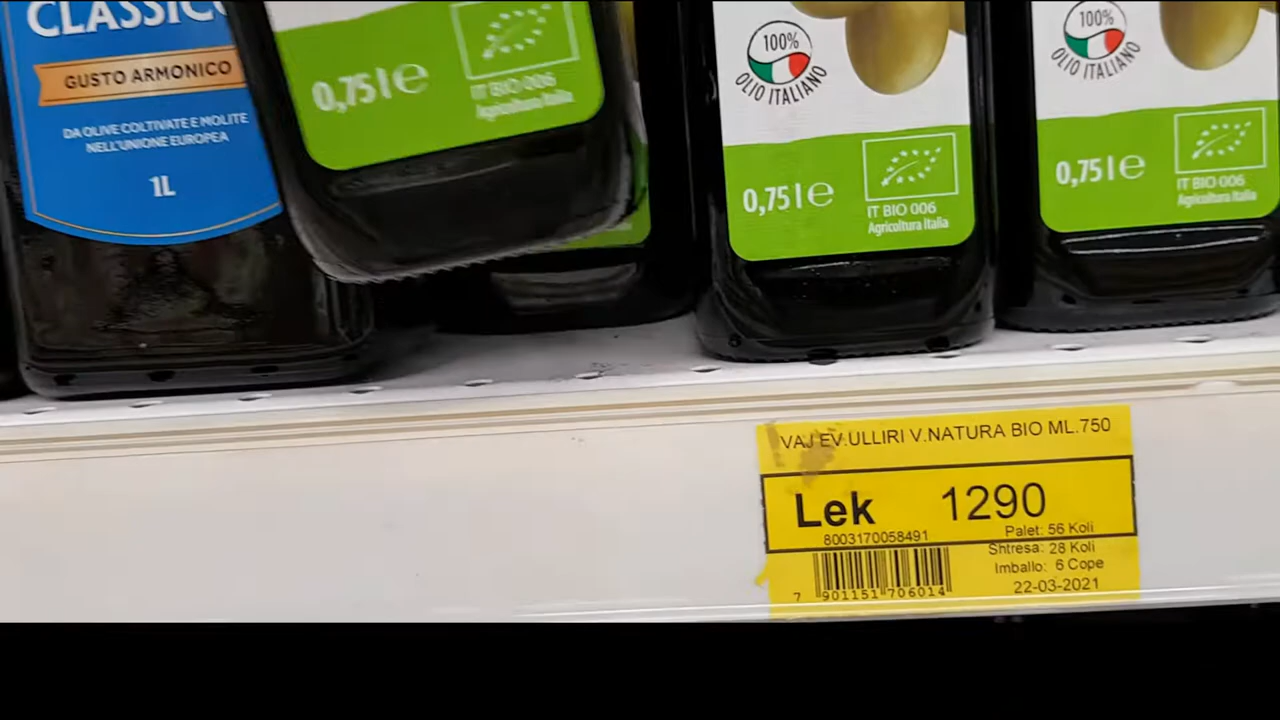 CLASSICO
GUSTO ARMONICO
DA OLIVE COLTIVATE E MOLITE
NELL'UNIONE EUROPEA
1L
0,75 l e
IT BIO 006
Agricoltura Italia
100%
OLIO ITALIANO
0,75 l e
IT BIO 006
Agricoltura Italia
100%
OLIO ITALIANO
0,75 l e
IT BIO 006
Agricoltura Italia
VAJ EV.ULLIRI V.NATURA BIO ML.750
Lek 1290
8003170058491
Palet: 56 Koli
Shtresa: 28 Koli
Imballo: 6 Cope
22-03-2021
7 901151 706014